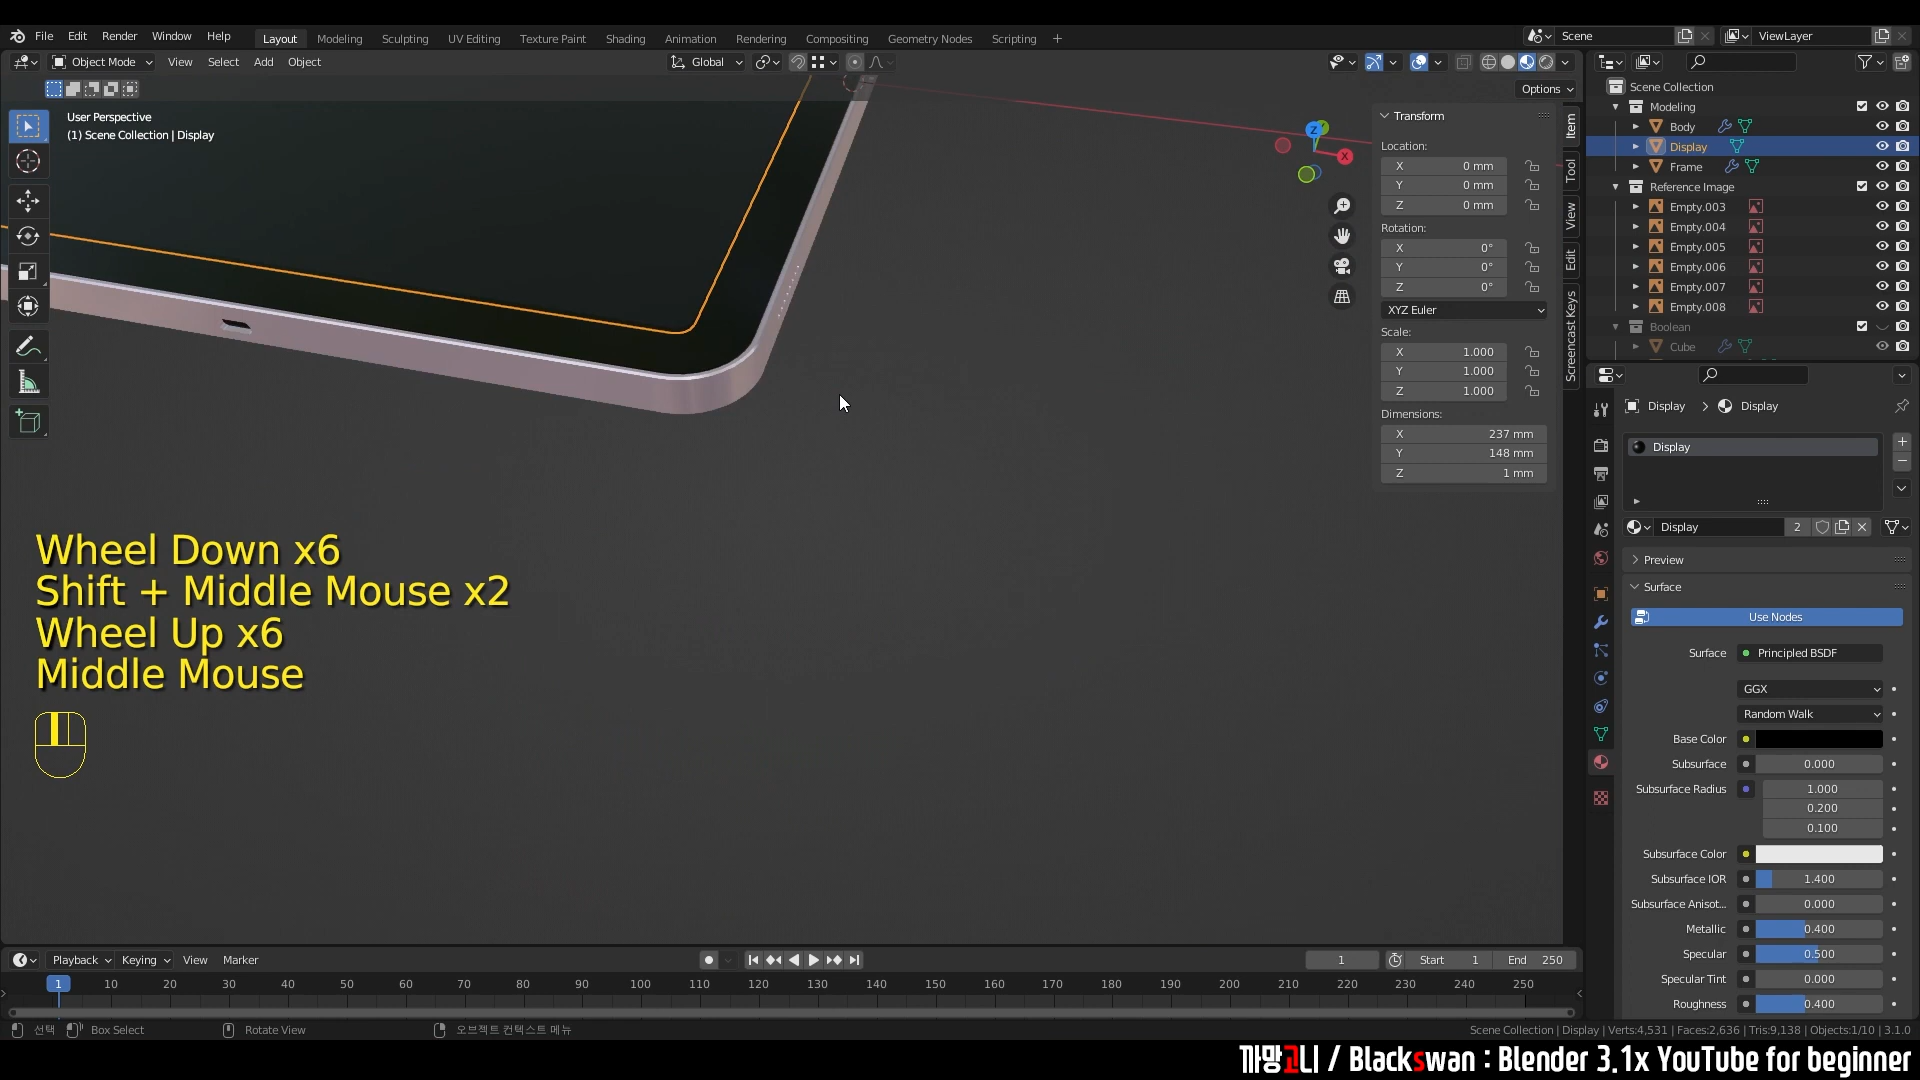 File Edit Render Window Help Layout Modeling Sculpting UV Editing Texture Paint Shading Animation Rendering Compositing Geometry Nodes Scripting + Scene ViewLayer
Object Mode View Select Add Object Global
Options
User Perspective
(1) Scene Collection | Display
Z
X
Transform
Location:
X 0 mm
Y 0 mm
Z 0 mm
Rotation:
X 0°
Y 0°
Z 0°
XYZ Euler
Scale:
X 1.000
Y 1.000
Z 1.000
Dimensions:
X 237 mm
Y 148 mm
Z 1 mm
Item
Tool
View
Edit
Screencast Keys
Scene Collection
Modeling
Body
Display
Frame
Reference Image
Empty.003
Empty.004
Empty.005
Empty.006
Empty.007
Empty.008
Boolean
Cube
Display > Display
Display
Display 2
Preview
Surface
Use Nodes
Surface Principled BSDF
GGX
Random Walk
Base Color
Subsurface 0.000
Subsurface Radius 1.000
0.200
0.100
Subsurface Color
Subsurface IOR 1.400
Subsurface Anisot... 0.000
Metallic 0.400
Specular 0.500
Specular Tint 0.000
Roughness 0.400
Wheel Down x6
Shift + Middle Mouse x2
Wheel Up x6
Middle Mouse
Playback Keying View Marker 1 Start 1 End 250
1 10 20 30 40 50 60 70 80 90 100 110 120 130 140 150 160 170 180 190 200 210 220 230 240 250
선택 Box Select Rotate View 오브젝트 컨텍스트 메뉴 Scene Collection | Display | Verts:4,531 | Faces:2,636 | Tris:9,138 | Objects:1/10 | 3.1.0
까망고니 / Blackswan : Blender 3.1x YouTube for beginner